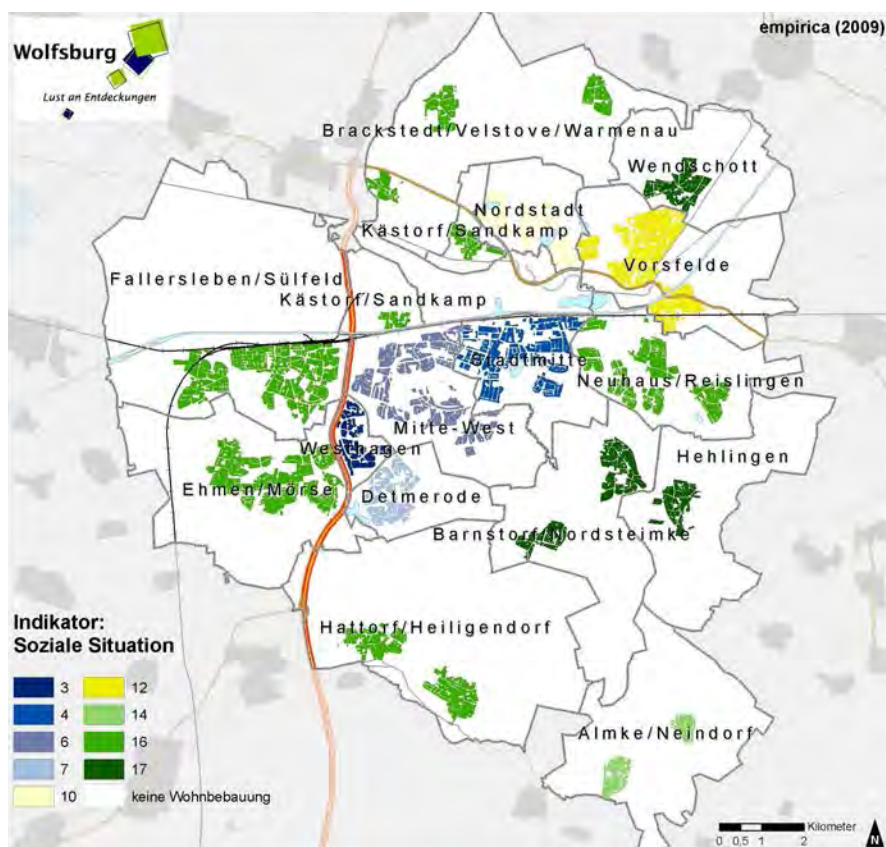 empirica (2009)
Wolfsburg
Lust an Entdeckungen
Brackstedt/Velstove/Warmenau
Wendschott
Nordstadt
Kästorf/Sandkamp
Vorsfelde
Fallersleben/Sülfeld
Kästorf/Sandkamp
Stadtmitte
Neuhaus/Reislingen
Mitte-West
Westhagen
Hehlingen
Ehmen/Mörse
Detmerode
Barnstorf/Nordsteimke
Hattorf/Heiligendorf
Almke/Neindorf
Indikator:
Soziale Situation
3 12
4 14
6 16
7 17
10 keine Wohnbebauung
Kilometer
0 0,5 1 2
N